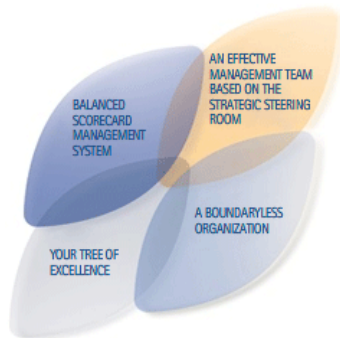 AN EFFECTIVE
MANAGEMENT TEAM
BASED ON THE
STRATEGIC STEERING
ROOM
BALANCED
SCORECARD
MANAGEMENT
SYSTEM
A BOUNDARYLESS
ORGANIZATION
YOUR TREE OF
EXCELLENCE